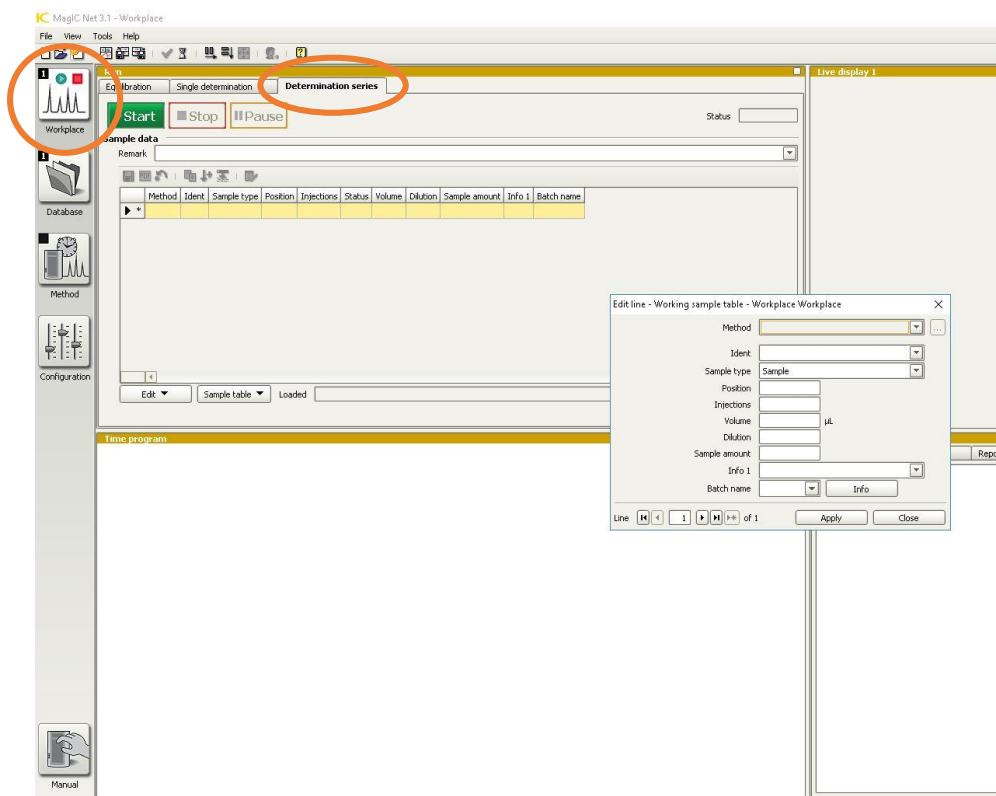 MagIC Net 3.1 - Workplace
File View Tools Help
Run
Live display 1
Equilibration Single determination Determination series
Start Stop Pause
Status
Workplace
Sample data
Remark
Method Ident Sample type Position Injections Status Volume Dilution Sample amount Info 1 Batch name
*
Database
Method
Configuration
Edit Sample table Loaded
Edit line - Working sample table - Workplace Workplace
Method
...
Ident
Sample type Sample
Position
Injections
Volume µL
Dilution
Sample amount
Info 1
Batch name Info
Line 1 of 1 Apply Close
Time program
Repo
Manual